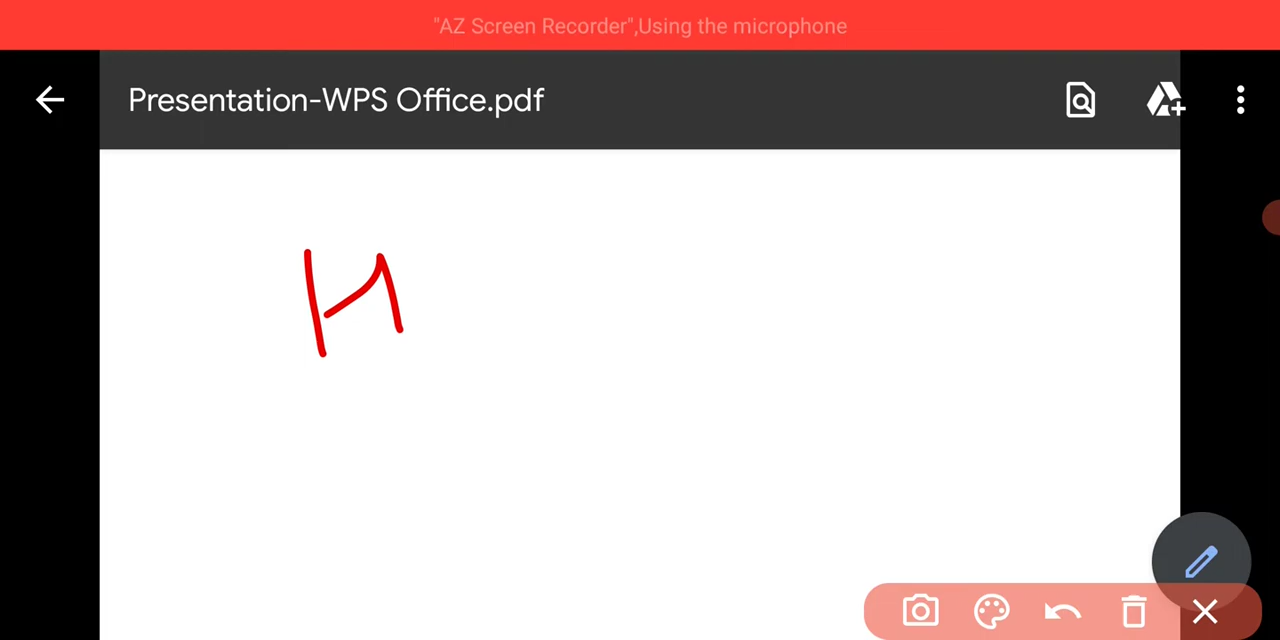 "AZ Screen Recorder",Using the microphone
Presentation-WPS Office.pdf
H